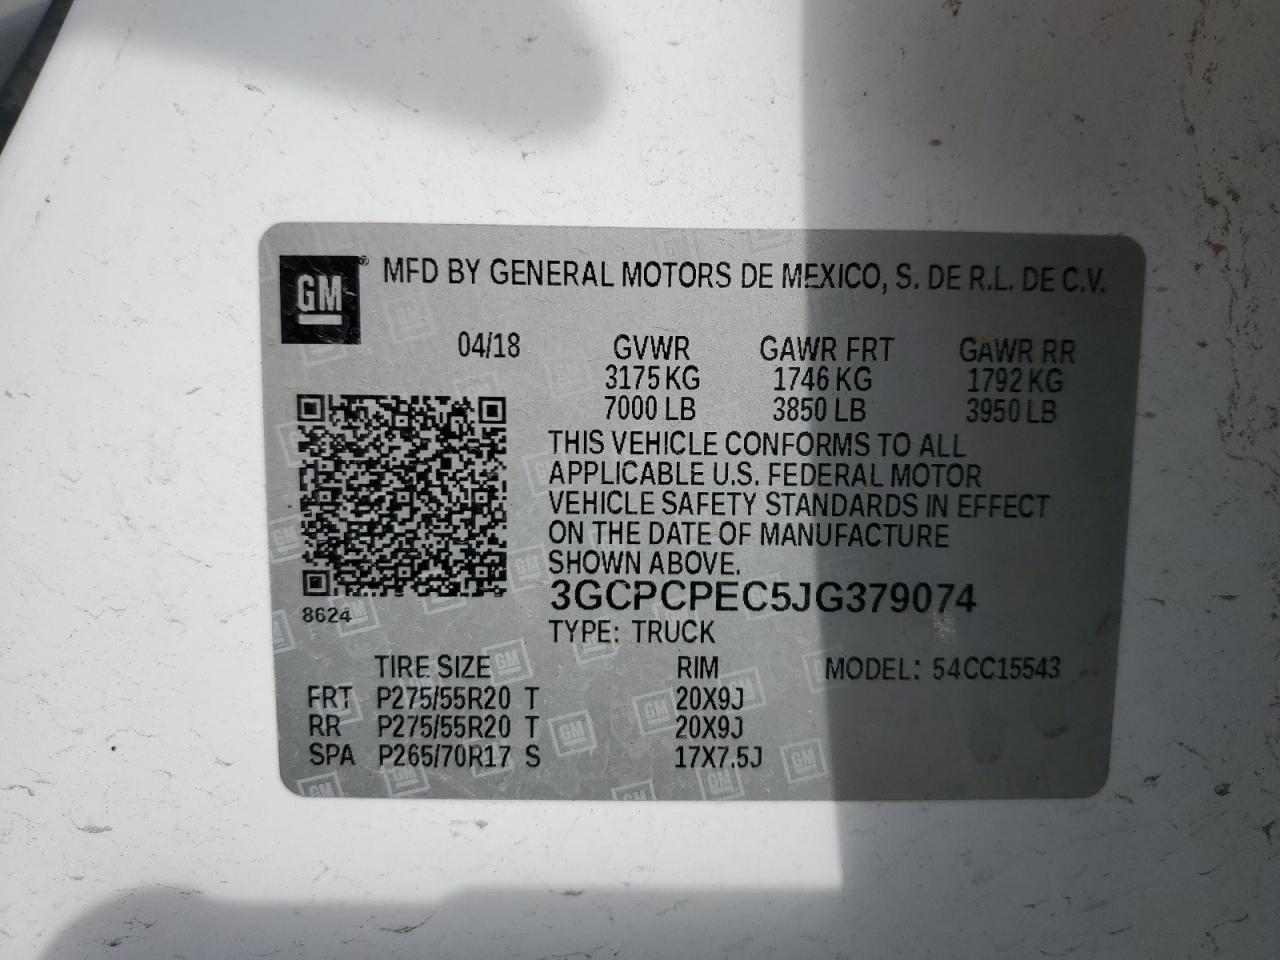 GM® MFD BY GENERAL MOTORS DE MEXICO, S. DE R.L. DE C.V.
04/18 GVWR GAWR FRT GAWR RR
3175 KG 1746 KG 1792 KG
7000 LB 3850 LB 3950 LB
THIS VEHICLE CONFORMS TO ALL
APPLICABLE U.S. FEDERAL MOTOR
VEHICLE SAFETY STANDARDS IN EFFECT
ON THE DATE OF MANUFACTURE
SHOWN ABOVE.
3GCPCPEC5JG379074
8624
TYPE: TRUCK
TIRE SIZE RIM MODEL: 54CC15543
FRT P275/55R20 T 20X9J
RR P275/55R20 T 20X9J
SPA P265/70R17 S 17X7.5J